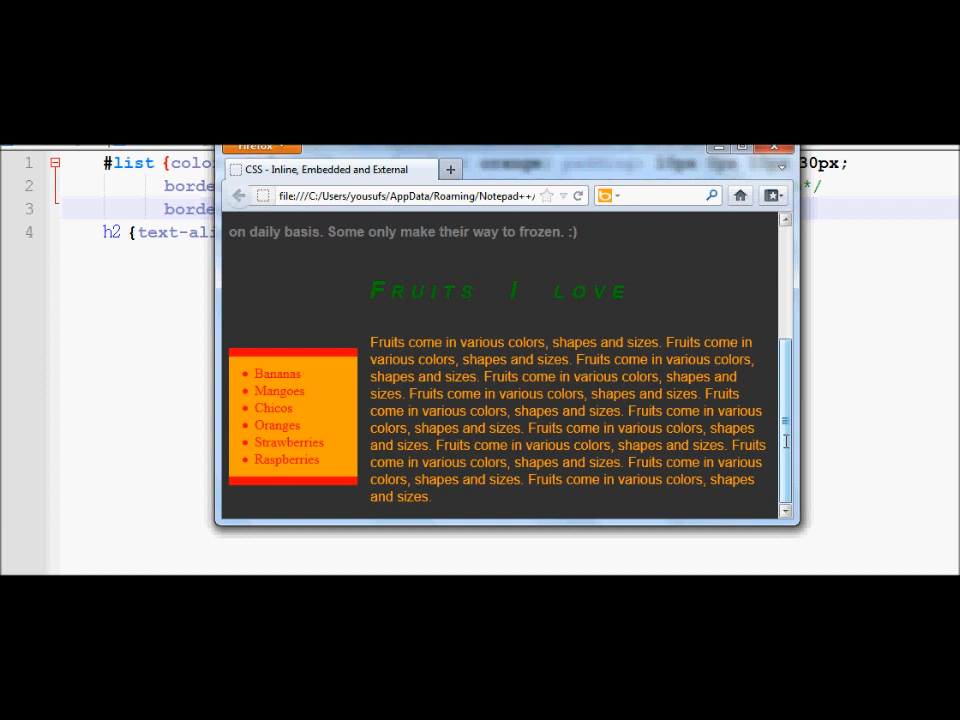 Firefox
CSS - Inline, Embedded and External
file:///C:/Users/yousufs/AppData/Roaming/Notepad++/
1 #list {colo 30px;
2 borde */
3 borde
4 h2 {text-ali
on daily basis. Some only make their way to frozen. :)
Fruits I love
Bananas
Mangoes
Chicos
Oranges
Strawberries
Raspberries
Fruits come in various colors, shapes and sizes. Fruits come in
various colors, shapes and sizes. Fruits come in various colors,
shapes and sizes. Fruits come in various colors, shapes and
sizes. Fruits come in various colors, shapes and sizes. Fruits
come in various colors, shapes and sizes. Fruits come in various
colors, shapes and sizes. Fruits come in various colors, shapes
and sizes. Fruits come in various colors, shapes and sizes. Fruits
come in various colors, shapes and sizes. Fruits come in various
colors, shapes and sizes. Fruits come in various colors, shapes
and sizes.